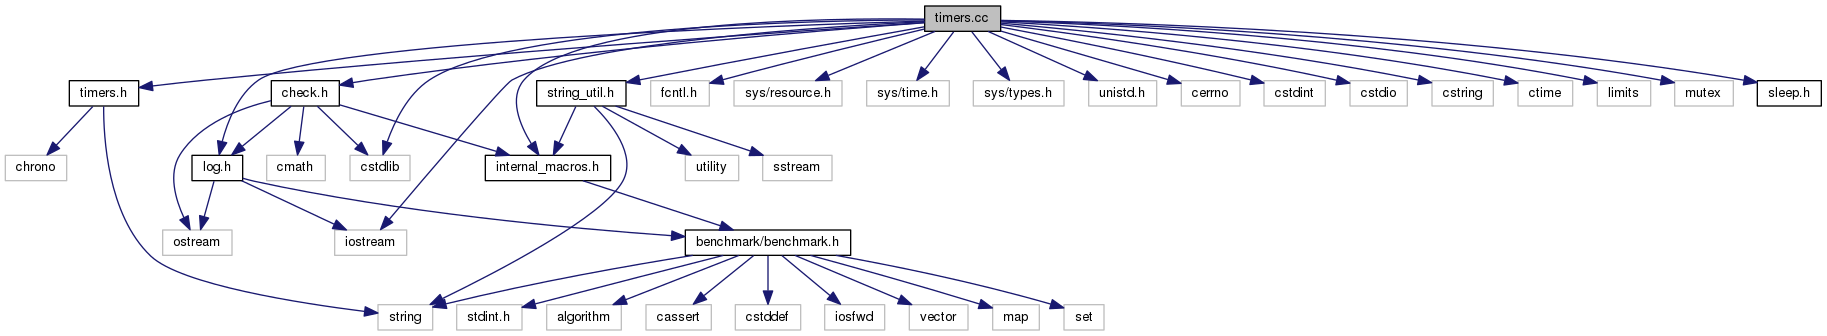 timers.cc
timers.h
check.h
string_util.h
fcntl.h
sys/resource.h
sys/time.h
sys/types.h
unistd.h
cerrno
cstdint
cstdio
cstring
ctime
limits
mutex
sleep.h
chrono
log.h
cmath
cstdlib
internal_macros.h
utility
sstream
ostream
iostream
benchmark/benchmark.h
string
stdint.h
algorithm
cassert
cstddef
iosfwd
vector
map
set